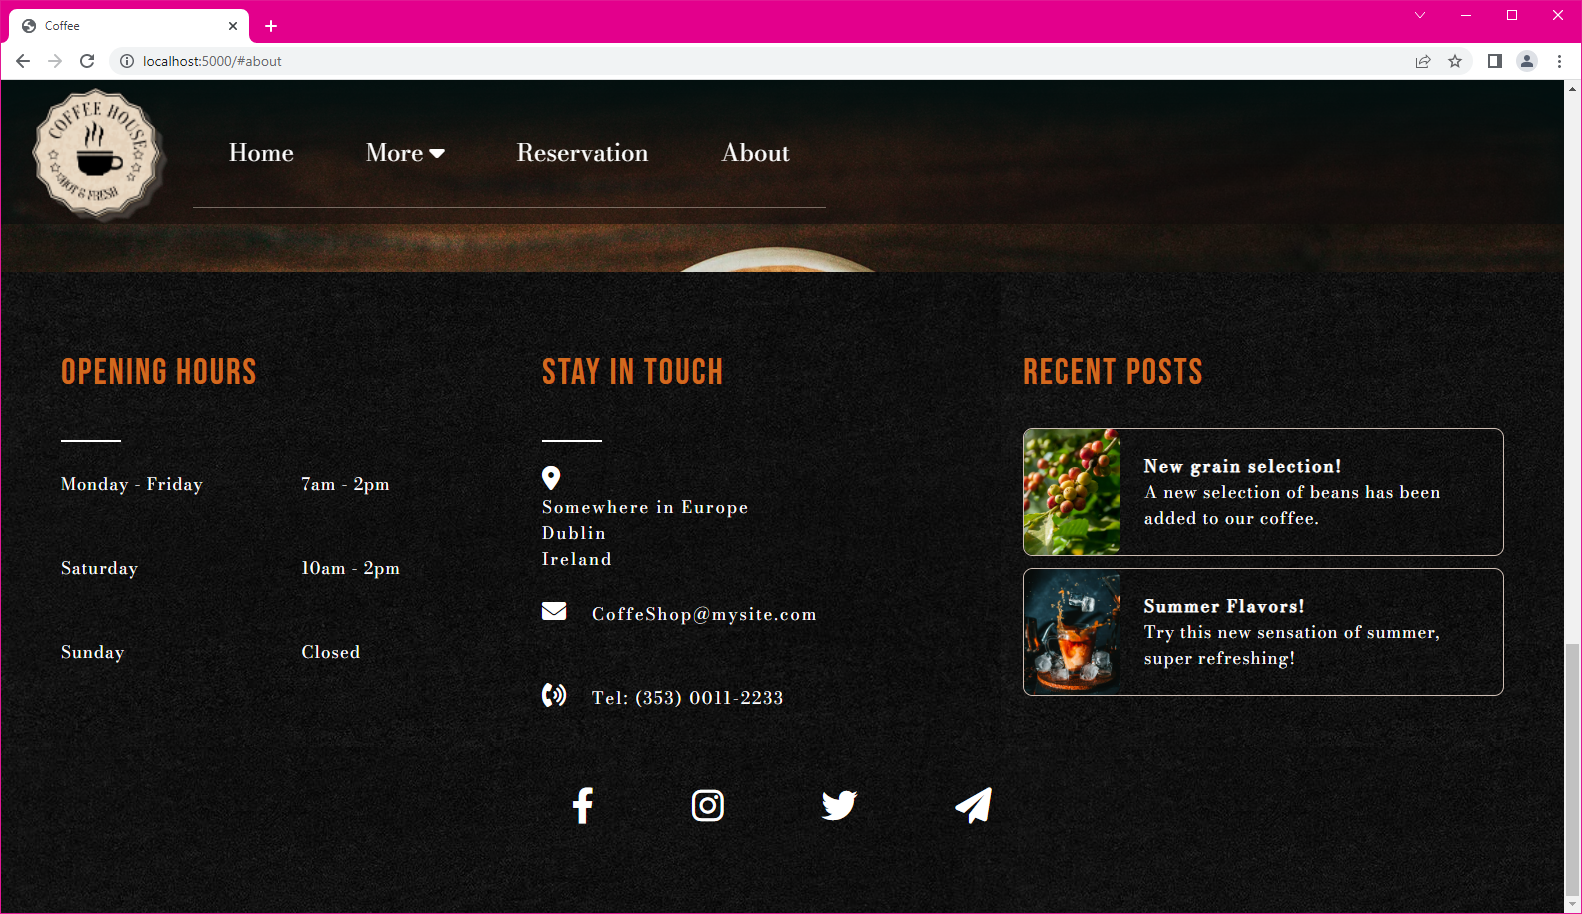 Coffee
localhost:5000/#about
COFFEE HOUSE
HOT & FRESH
Home
More
Reservation
About
OPENING HOURS
Monday - Friday
7am - 2pm
Saturday
10am - 2pm
Sunday
Closed
STAY IN TOUCH
Somewhere in Europe
Dublin
Ireland
CoffeShop@mysite.com
Tel: (353) 0011-2233
RECENT POSTS
New grain selection!
A new selection of beans has been
added to our coffee.
Summer Flavors!
Try this new sensation of summer,
super refreshing!